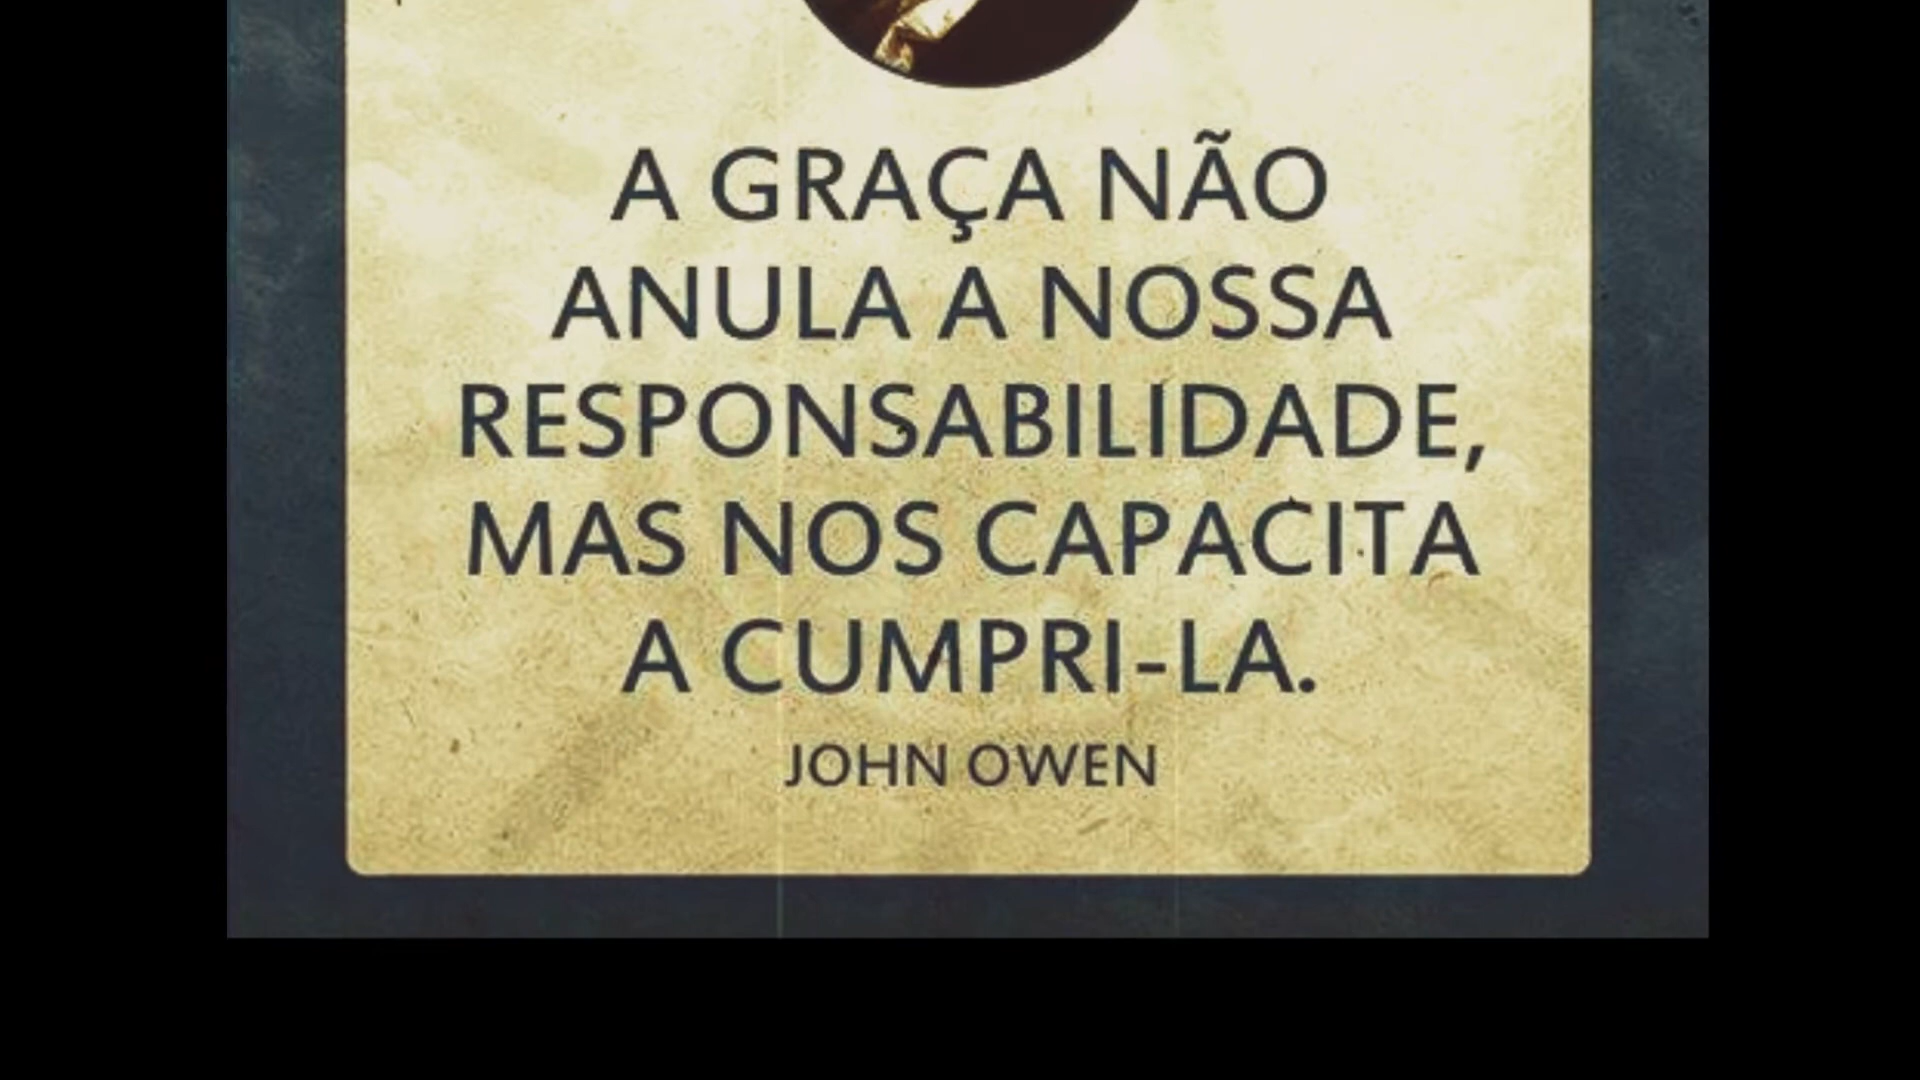 A GRAÇA NÃO
ANULA A NOSSA
RESPONSABILIDADE,
MAS NOS CAPACITA
A CUMPRI-LA.
JOHN OWEN